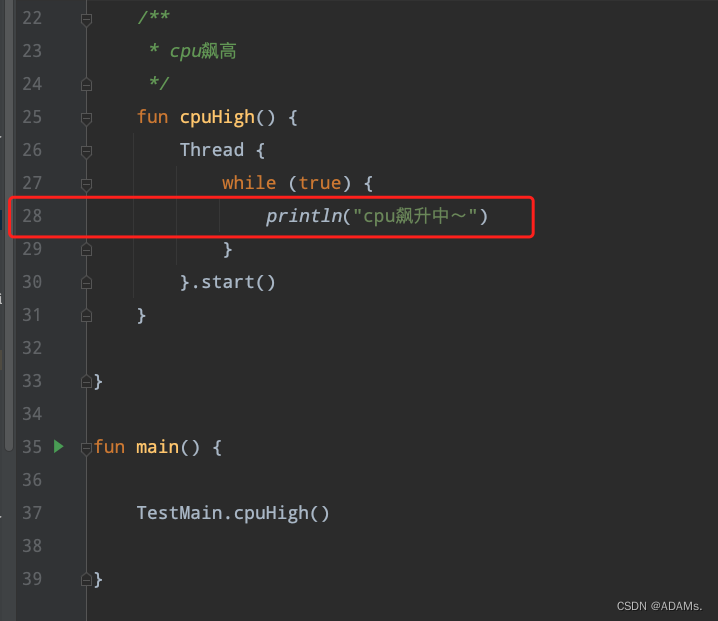 22 /**
23 * cpu飙高
24 */
25 fun cpuHigh() {
26 Thread {
27 while (true) {
28 println("cpu飙升中～")
29 }
30 }.start()
31 }
32
33 }
34
35 fun main() {
36
37 TestMain.cpuHigh()
38
39 }
CSDN @ADAMs.